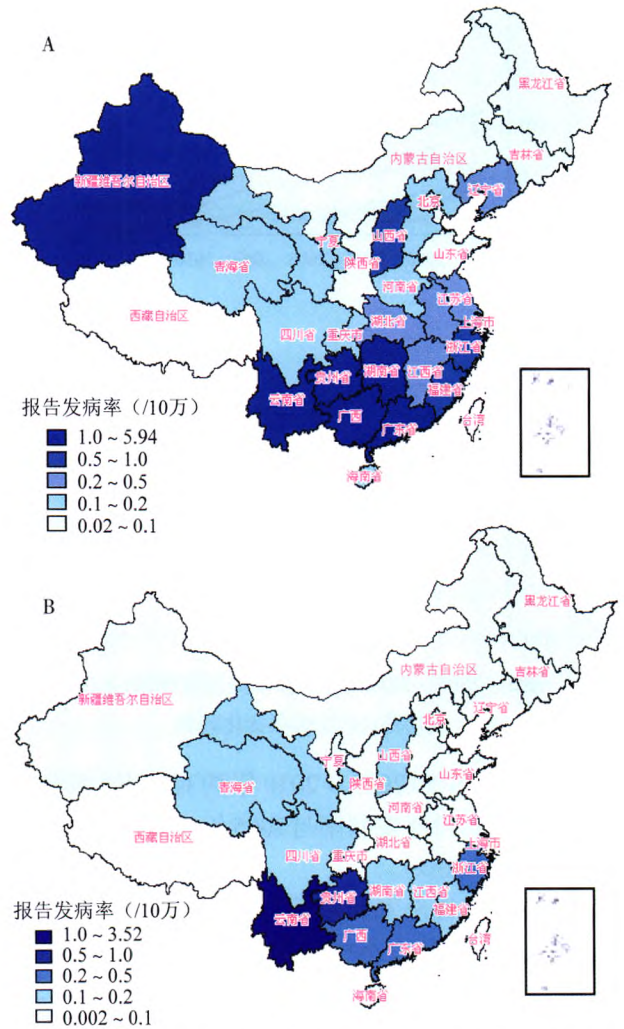 A
黑龙江省
内蒙古自治区
吉林省
新疆维吾尔自治区
北京
辽宁省
宁夏
山西省
山东省
青海省
陕西省
河南省
江苏省
西藏自治区
四川省
重庆市
湖北省
上海市
浙江省
贵州省
湖南省
江西省
云南省
福建省
广西
广东省
台湾
海南省
报告发病率（/10万）
1.0～5.94
0.5～1.0
0.2～0.5
0.1～0.2
0.02～0.1
B
黑龙江省
内蒙古自治区
吉林省
新疆维吾尔自治区
北京
辽宁省
宁夏
山西省
山东省
青海省
陕西省
河南省
江苏省
西藏自治区
四川省
重庆市
湖北省
上海市
浙江省
贵州省
湖南省
江西省
云南省
福建省
广西
广东省
台湾
海南省
报告发病率（/10万）
1.0～3.52
0.5～1.0
0.2～0.5
0.1～0.2
0.002～0.1